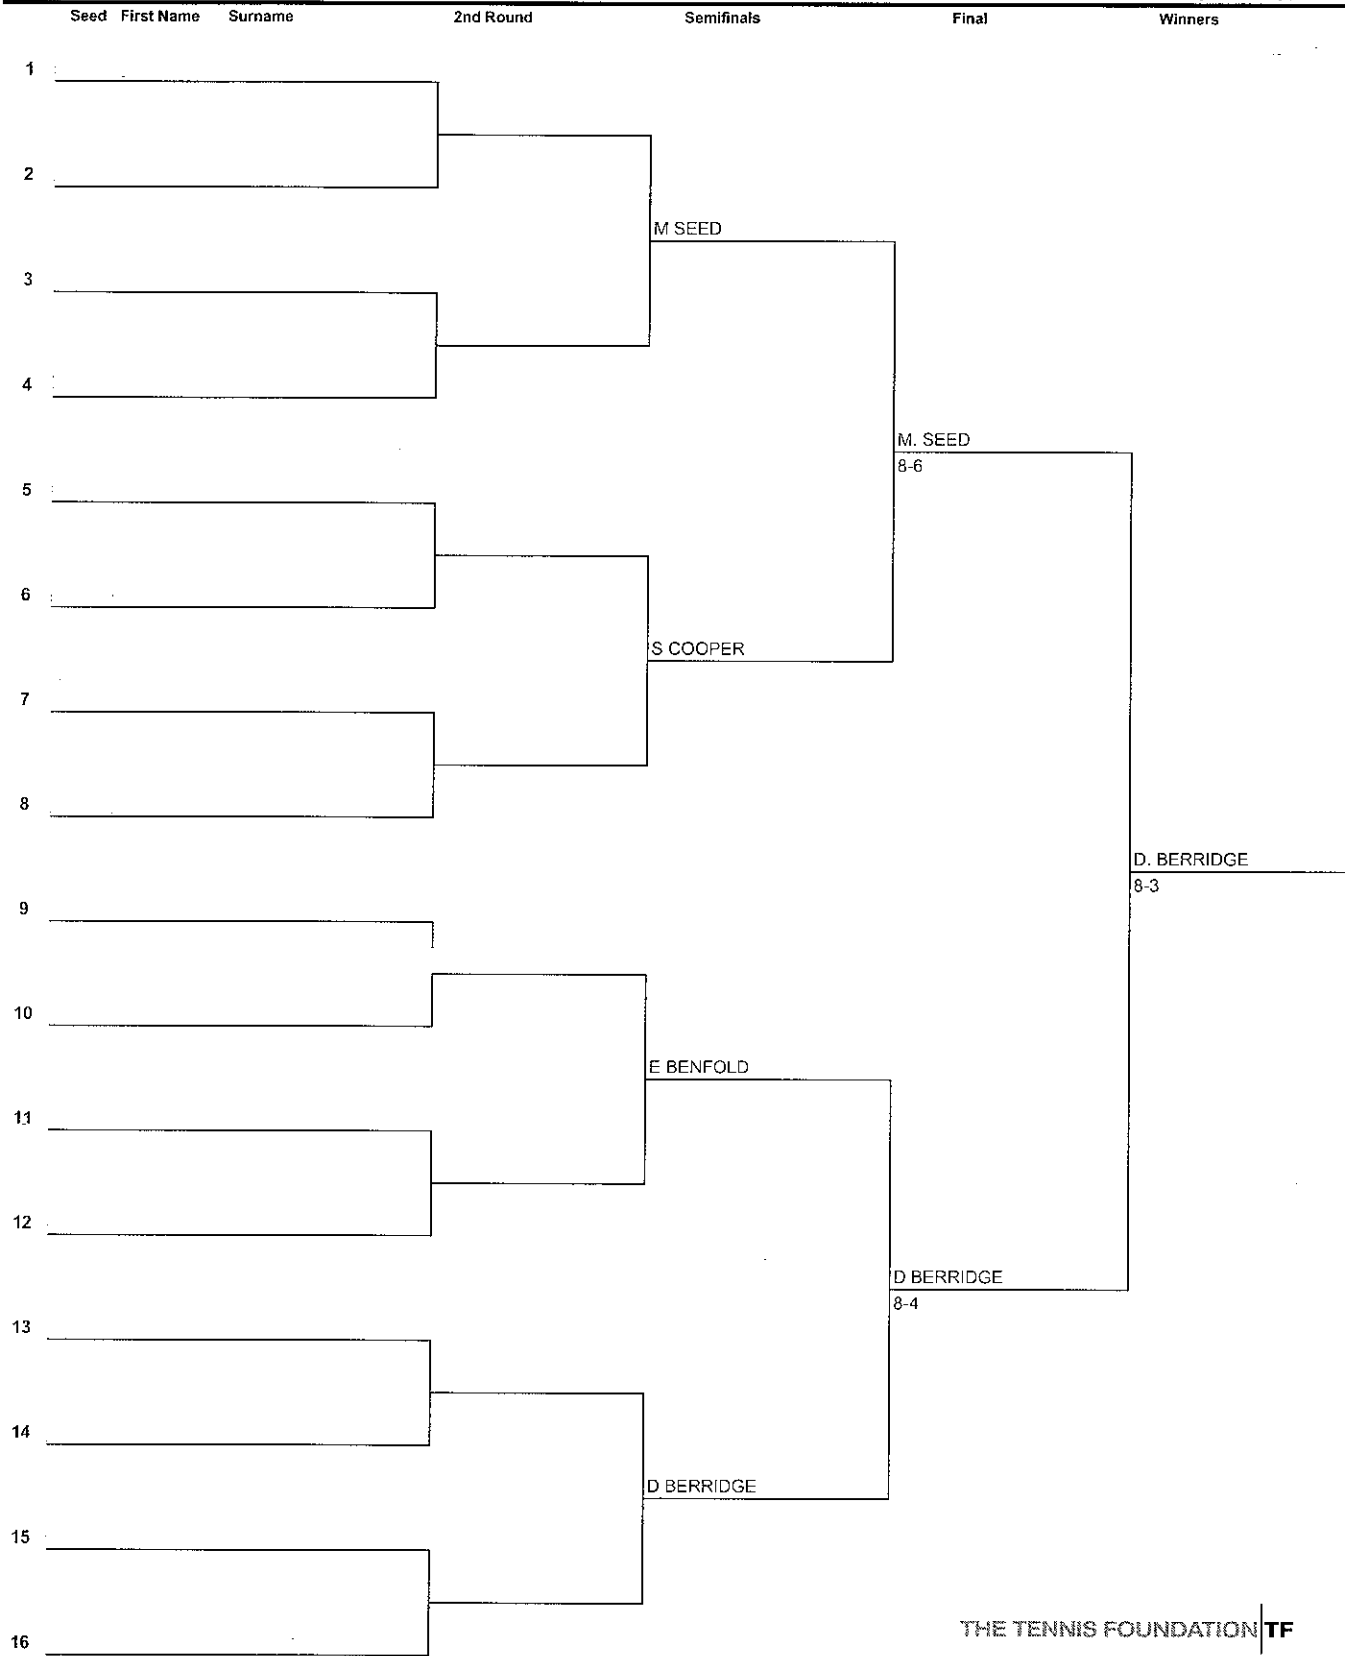 Seed First Name Surname 2nd Round Semifinals Final Winners
1
2
M SEED
3
4
M. SEED
8-6
5
6
S COOPER
7
8
D. BERRIDGE
8-3
9
10
E BENFOLD
11
12
D BERRIDGE
8-4
13
14
D BERRIDGE
15
16
THE TENNIS FOUNDATION TF